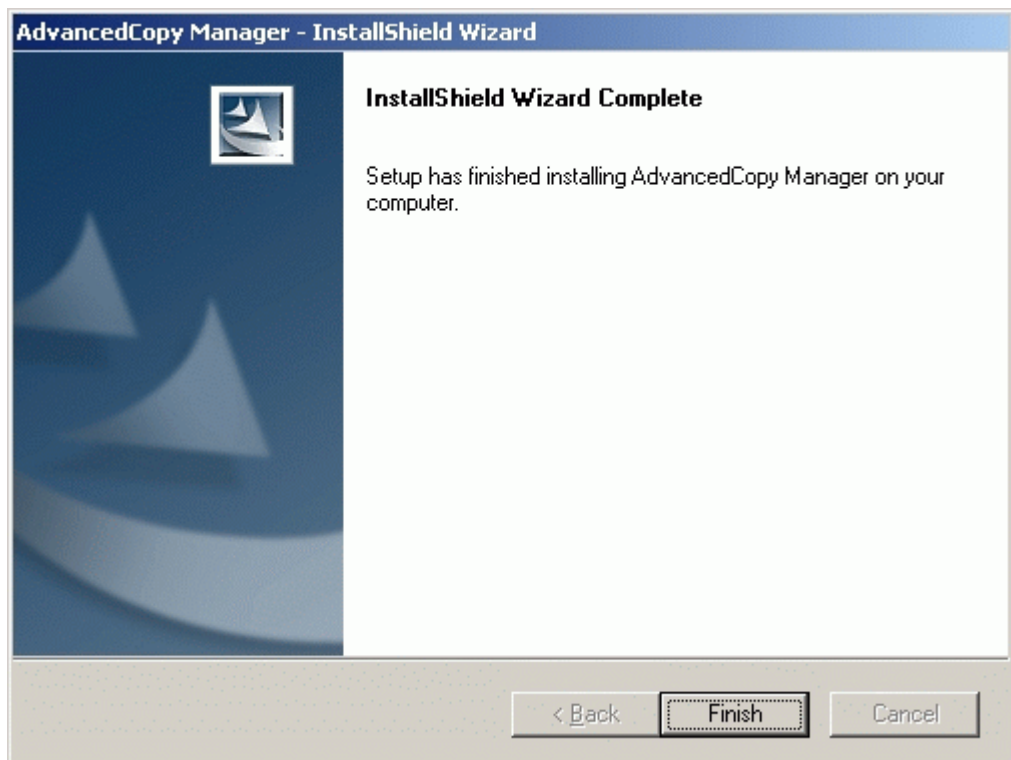 AdvancedCopy Manager - InstallShield Wizard
InstallShield Wizard Complete
Setup has finished installing AdvancedCopy Manager on your
computer.
< Back
Finish
Cancel